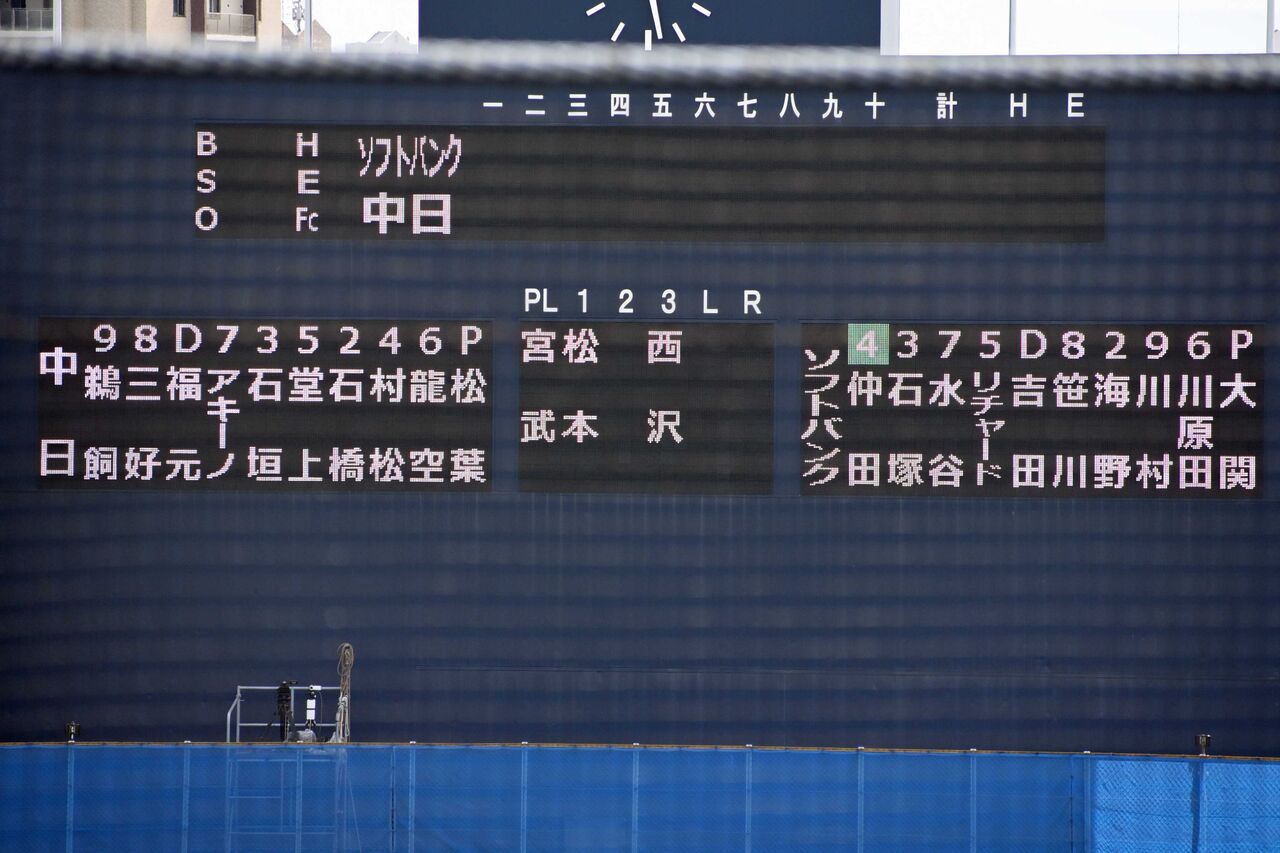 一 二 三 四 五 六 七 八 九 十 計 H E
B H ソフトバンク
S E
O Fc 中日
PL 1 2 3 L R
中日
9 鵜飼
8 三好
D 福元
7 アキーノ
3 石垣
5 堂上
2 石橋
4 村松
6 龍空
P 松葉
宮武 松本 西沢
ソフトバンク
4 仲田
3 石塚
7 水谷
5 リチャード
D 吉田
8 笹川
2 海野
9 川村
6 川原田
P 大関